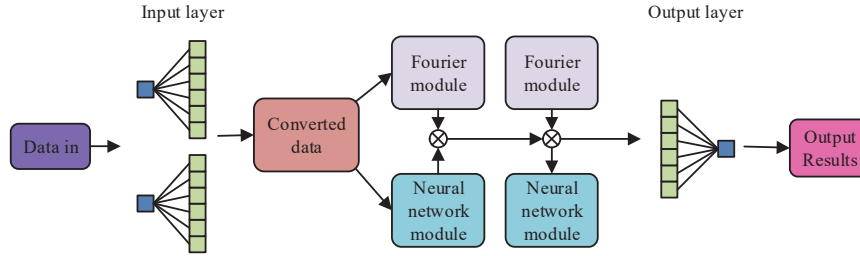 Input layer
Output layer
Data in
Converted
data
Fourier
module
Fourier
module
Neural
network
module
Neural
network
module
Output
Results